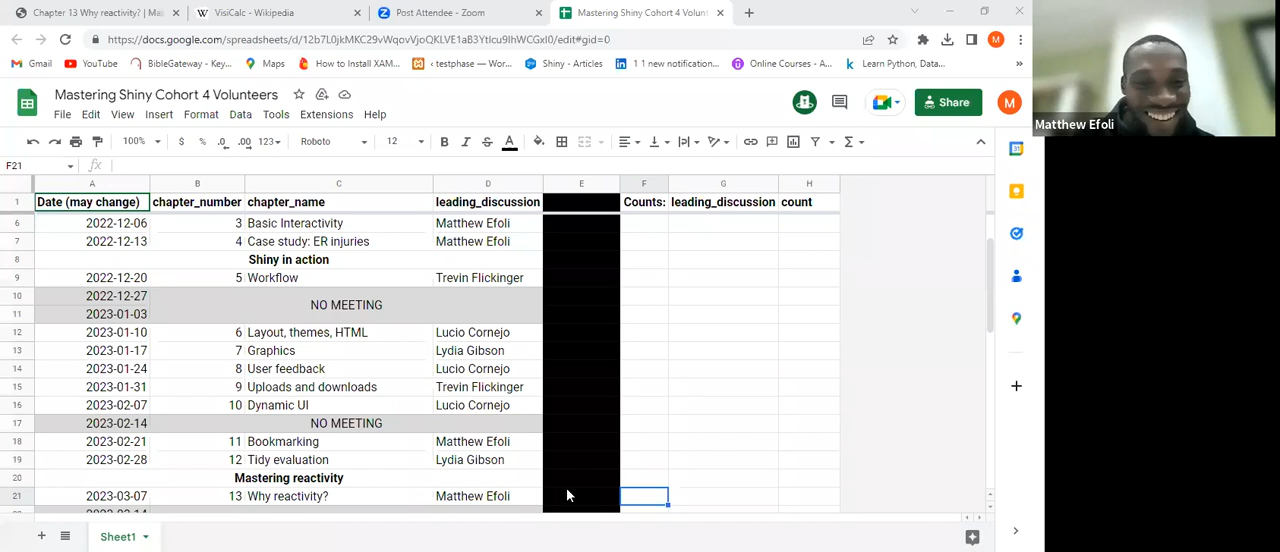 Chapter 13 Why reactivity? | Mas
VisiCalc - Wikipedia
Post Attendee - Zoom
Mastering Shiny Cohort 4 Volunt
https://docs.google.com/spreadsheets/d/12b7L0jkMKC29vWqovVjoQKLVE1aB3Ytlcu9IhWCGxI0/edit#gid=0
M
Gmail
YouTube
BibleGateway - Key...
Maps
How to Install XAM...
‹ testphase — Wor...
Shiny - Articles
1 1 new notification...
Online Courses - A...
Learn Python, Data...
»
Mastering Shiny Cohort 4 Volunteers
File Edit View Insert Format Data Tools Extensions Help
Share
M
100% $ % .0 .00 123 Roboto 12 B I S A
F21 fx
A B C D E F G H
1 Date (may change) chapter_number chapter_name leading_discussion Counts: leading_discussion count
6 2022-12-06 3 Basic Interactivity Matthew Efoli
7 2022-12-13 4 Case study: ER injuries Matthew Efoli
8 Shiny in action
9 2022-12-20 5 Workflow Trevin Flickinger
10 2022-12-27
NO MEETING
11 2023-01-03
12 2023-01-10 6 Layout, themes, HTML Lucio Cornejo
13 2023-01-17 7 Graphics Lydia Gibson
14 2023-01-24 8 User feedback Lucio Cornejo
15 2023-01-31 9 Uploads and downloads Trevin Flickinger
16 2023-02-07 10 Dynamic UI Lucio Cornejo
17 2023-02-14 NO MEETING
18 2023-02-21 11 Bookmarking Matthew Efoli
19 2023-02-28 12 Tidy evaluation Lydia Gibson
20 Mastering reactivity
21 2023-03-07 13 Why reactivity? Matthew Efoli
Sheet1
Matthew Efoli